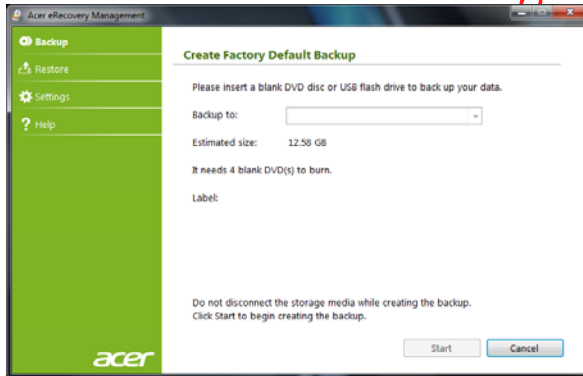 Acer eRecovery Management
Backup
Restore
Settings
? Help
Create Factory Default Backup
Please insert a blank DVD disc or USB flash drive to back up your data.
Backup to:
Estimated size: 12.58 GB
It needs 4 blank DVD(s) to burn.
Label:
Do not disconnect the storage media while creating the backup.
Click Start to begin creating the backup.
Start Cancel
acer